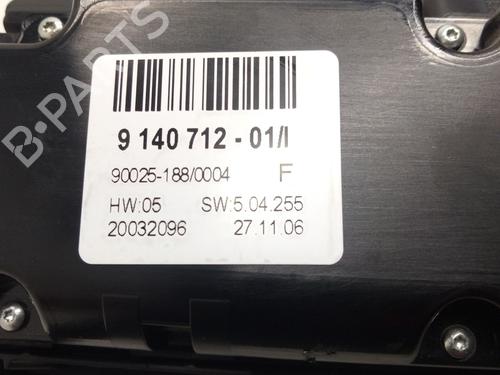 B-PARTS
9 140 712 - 01/I
90025-188/0004 F
HW:05 SW:5.04.255
20032096 27.11.06